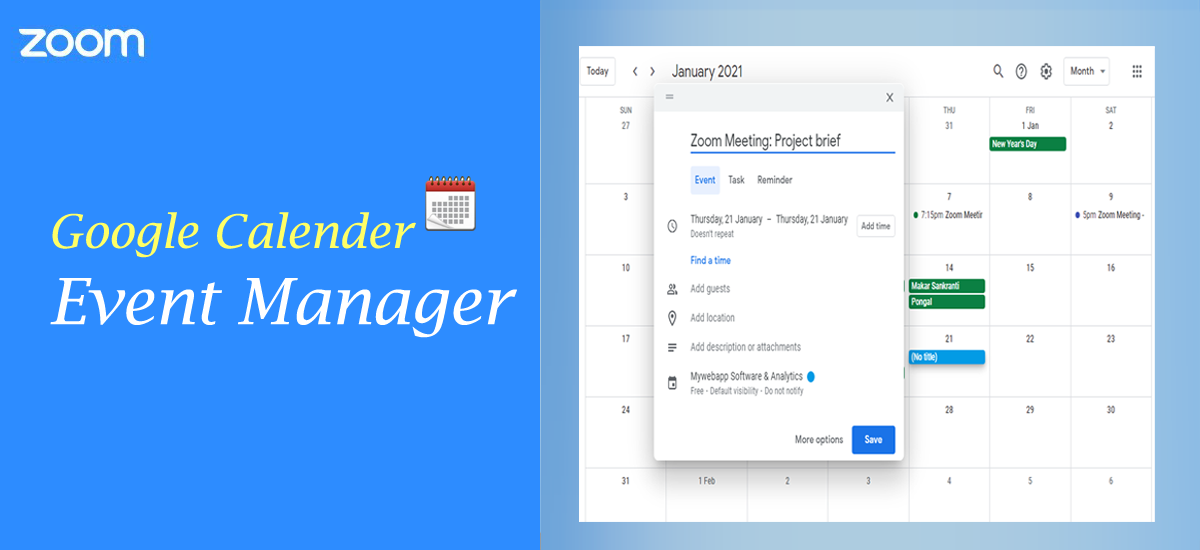 zoom
Google Calender
Event Manager
Today
January 2021
Month
SUN
THU
FRI
SAT
27
31
1 Jan
2
New Year's Day
X
Zoom Meeting: Project brief
Event Task Reminder
Thursday, 21 January – Thursday, 21 January
Add time
Doesn't repeat
Find a time
Add guests
Add location
Add description or attachments
Mywebapp Software & Analytics
Free - Default visibility - Do not notify
More options
Save
3
7
8
9
7:15pm Zoom Meetir
5pm Zoom Meeting -
10
14
15
16
Makar Sankranti
Pongal
17
21
22
23
(No title)
24
28
29
30
31
1 Feb
2
3
4
5
6